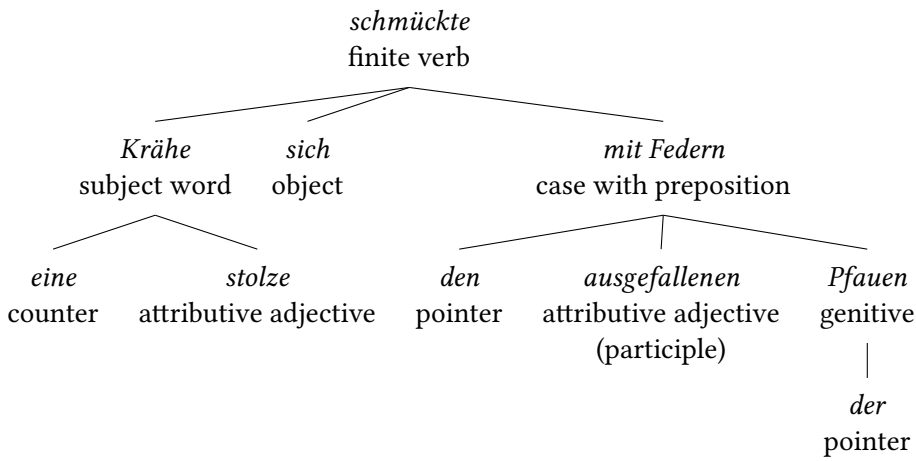 schmückte
finite verb
Krähe sich mit Federn
subject word object case with preposition
eine stolze den ausgefallenen Pfauen
counter attributive adjective pointer attributive adjective genitive
(participle)
der
pointer